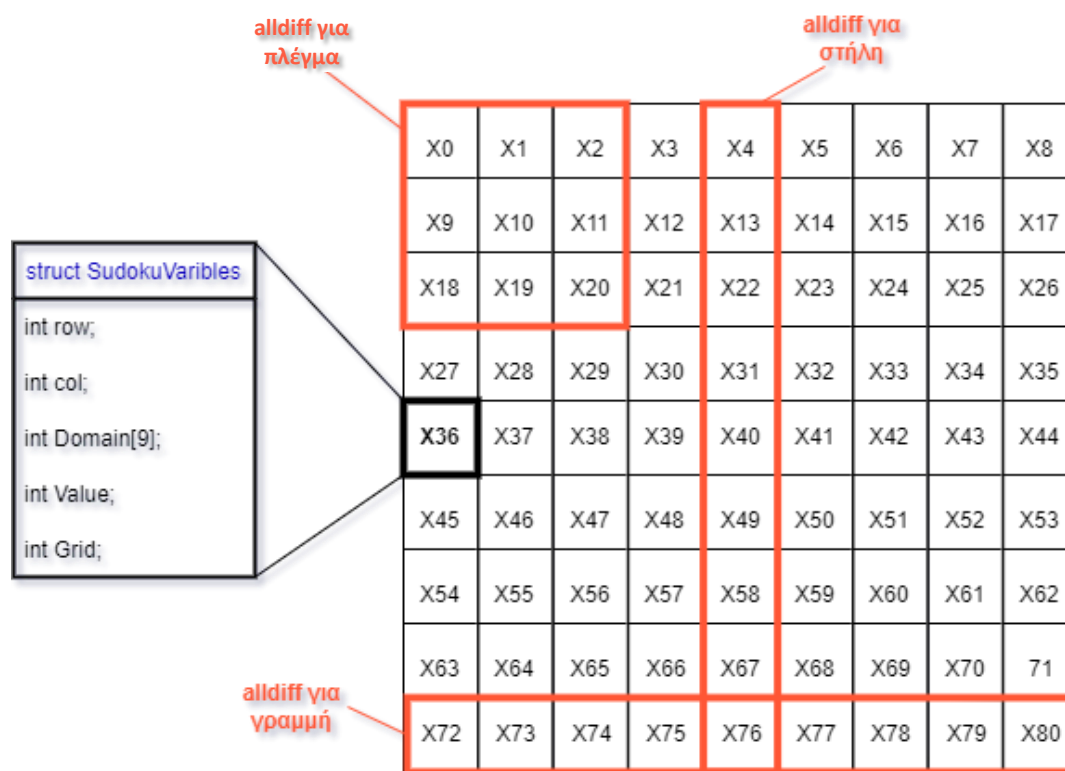 alldiff για
πλέγμα
alldiff για
στήλη
X0 X1 X2 X3 X4 X5 X6 X7 X8
X9 X10 X11 X12 X13 X14 X15 X16 X17
struct SudokuVaribles
X18 X19 X20 X21 X22 X23 X24 X25 X26
int row;
X27 X28 X29 X30 X31 X32 X33 X34 X35
int col;
int Domain[9];
X36 X37 X38 X39 X40 X41 X42 X43 X44
int Value;
X45 X46 X47 X48 X49 X50 X51 X52 X53
int Grid;
X54 X55 X56 X57 X58 X59 X60 X61 X62
X63 X64 X65 X66 X67 X68 X69 X70 71
alldiff για
γραμμή
X72 X73 X74 X75 X76 X77 X78 X79 X80